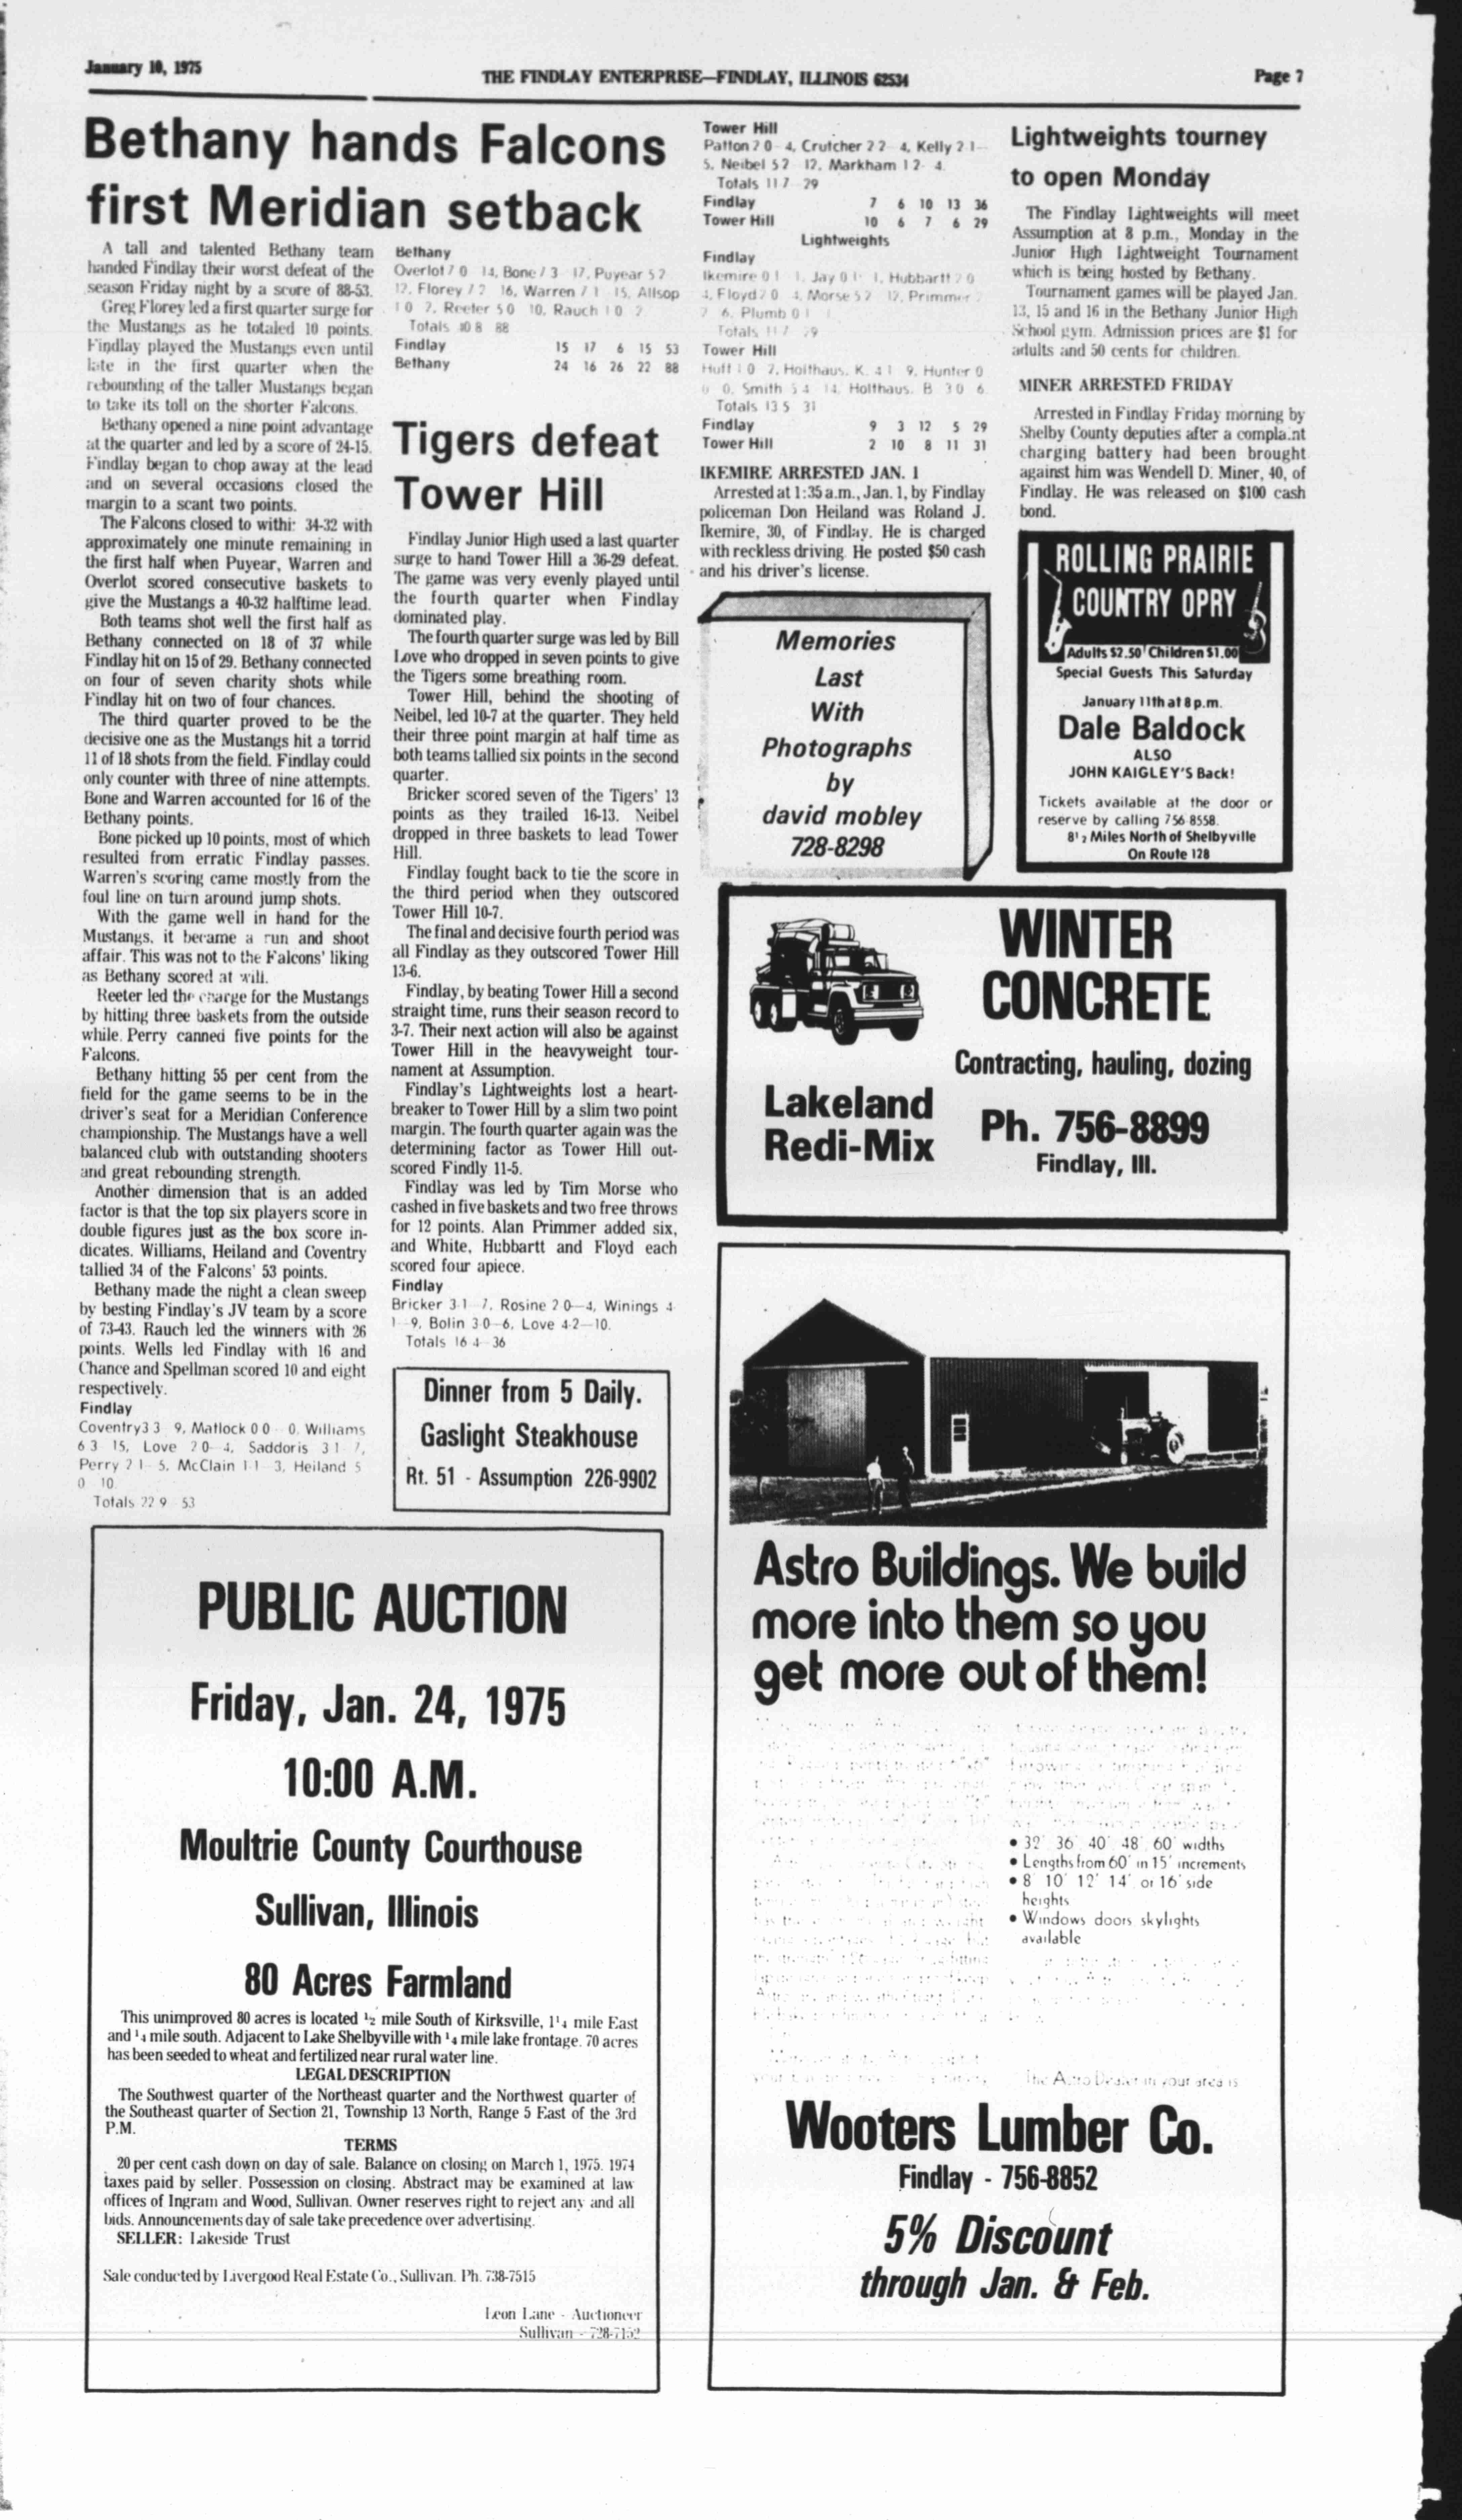 January 10, 1975
THE FINDLAY ENTERPRISE—FINDLAY, ILLINOIS 62534
Page 7
Bethany hands Falcons
first Meridian setback
A tall and talented Bethany team
handed Findlay their worst defeat of the
season Friday night by a score of 88-53.
Greg Florey led a first quarter surge for
the Mustangs as he totaled 10 points.
Findlay played the Mustangs even until
late in the first quarter when the
rebounding of the taller Mustangs began
to take its toll on the shorter Falcons.
Bethany opened a nine point advantage
at the quarter and led by a score of 24-15.
Findlay began to chop away at the lead
and on several occasions closed the
margin to a scant two points.
The Falcons closed to withi: 34-32 with
approximately one minute remaining in
the first half when Puyear, Warren and
Overlot scored consecutive baskets to
give the Mustangs a 40-32 halftime lead.
Both teams shot well the first half as
Bethany connected on 18 of 37 while
Findlay hit on 15 of 29. Bethany connected
on four of seven charity shots while
Findlay hit on two of four chances.
The third quarter proved to be the
decisive one as the Mustangs hit a torrid
11 of 18 shots from the field. Findlay could
only counter with three of nine attempts.
Bone and Warren accounted for 16 of the
Bethany points.
Bone picked up 10 points, most of which
resulted from erratic Findlay passes.
Warren's scoring came mostly from the
foul line on turn around jump shots.
With the game well in hand for the
Mustangs, it became a run and shoot
affair. This was not to the Falcons' liking
as Bethany scored at will.
Reeter led the charge for the Mustangs
by hitting three baskets from the outside
while Perry canned five points for the
Falcons.
Bethany hitting 55 per cent from the
field for the game seems to be in the
driver's seat for a Meridian Conference
championship. The Mustangs have a well
balanced club with outstanding shooters
and great rebounding strength.
Another dimension that is an added
factor is that the top six players score in
double figures just as the box score in-
dicates. Williams, Heiland and Coventry
tallied 34 of the Falcons' 53 points.
Bethany made the night a clean sweep
by besting Findlay's JV team by a score
of 73-43. Rauch led the winners with 26
points. Wells led Findlay with 16 and
Chance and Spellman scored 10 and eight
respectively.
Findlay
Coventry 3 3 9, Matlock 0 0 0, Williams
6 3 15, Love 2 0 4, Saddoris 3 1 7,
Perry 2 1 5, McClain 1 1 3, Heiland 5
0 10
Totals 22 9 53
Bethany
Overlot 7 0 14, Bone 7 3 17, Puyear 5 2
12, Florey 7 2 16, Warren 7 1 15, Allsop
1 0 2, Reeter 5 0 10, Rauch 1 0 2
Totals 40 8 88
Findlay 15 17 6 15 53
Bethany 24 16 26 22 88
Tigers defeat
Tower Hill
Findlay Junior High used a last quarter
surge to hand Tower Hill a 36-29 defeat.
The game was very evenly played until
the fourth quarter when Findlay
dominated play.
The fourth quarter surge was led by Bill
Love who dropped in seven points to give
the Tigers some breathing room.
Tower Hill, behind the shooting of
Neibel, led 10-7 at the quarter. They held
their three point margin at half time as
both teams tallied six points in the second
quarter.
Bricker scored seven of the Tigers' 13
points as they trailed 16-13. Neibel
dropped in three baskets to lead Tower
Hill.
Findlay fought back to tie the score in
the third period when they outscored
Tower Hill 10-7.
The final and decisive fourth period was
all Findlay as they outscored Tower Hill
13-6.
Findlay, by beating Tower Hill a second
straight time, runs their season record to
3-7. Their next action will also be against
Tower Hill in the heavyweight tour-
nament at Assumption.
Findlay's Lightweights lost a heart-
breaker to Tower Hill by a slim two point
margin. The fourth quarter again was the
determining factor as Tower Hill out-
scored Findly 11-5.
Findlay was led by Tim Morse who
cashed in five baskets and two free throws
for 12 points. Alan Primmer added six,
and White, Hubbartt and Floyd each
scored four apiece.
Findlay
Bricker 3 1 7, Rosine 2 0—4, Winings 4
1—9, Bolin 3 0—6, Love 4 2—10.
Totals 16 4 36
Dinner from 5 Daily.
Gaslight Steakhouse
Rt. 51 - Assumption 226-9902
Tower Hill
Patton 2 0 4, Crutcher 2 2 4, Kelly 2 1—
5, Neibel 5 2 12, Markham 1 2 4
Totals 11 7 29
Findlay 7 6 10 13 36
Tower Hill 10 6 7 6 29
Lightweights
Findlay
Ikemire 0 1 1, Jay 0 1 1, Hubbartt 2 0
4, Floyd 2 0 4, Morse 5 2 12, Primmer 2
2 6, Plumb 0 1 1
Totals 11 7 29
Tower Hill
Huff 1 0 2, Holthaus, K. 4 1 9, Hunter 0
0 0, Smith 5 4 14, Holthaus, B 3 0 6
Totals 13 5 31
Findlay 9 3 12 5 29
Tower Hill 2 10 8 11 31
IKEMIRE ARRESTED JAN. 1
Arrested at 1:35 a.m., Jan. 1, by Findlay
policeman Don Heiland was Roland J.
Ikemire, 30, of Findlay. He is charged
with reckless driving. He posted $50 cash
and his driver's license.
Memories
Last
With
Photographs
by
david mobley
728-8298
Lightweights tourney
to open Monday
The Findlay Lightweights will meet
Assumption at 8 p.m., Monday in the
Junior High Lightweight Tournament
which is being hosted by Bethany.
Tournament games will be played Jan.
13, 15 and 16 in the Bethany Junior High
School gym. Admission prices are $1 for
adults and 50 cents for children.
MINER ARRESTED FRIDAY
Arrested in Findlay Friday morning by
Shelby County deputies after a complaint
charging battery had been brought
against him was Wendell D. Miner, 40, of
Findlay. He was released on $100 cash
bond.
ROLLING PRAIRIE
COUNTRY OPRY
Adults $2.50 Children $1.00
Special Guests This Saturday
January 11th at 8 p.m.
Dale Baldock
ALSO
JOHN KAIGLEY'S Back!
Tickets available at the door or
reserve by calling 756-8558.
8½ Miles North of Shelbyville
On Route 128
WINTER
CONCRETE
Contracting, hauling, dozing
Lakeland
Redi-Mix
Ph. 756-8899
Findlay, Ill.
PUBLIC AUCTION
Friday, Jan. 24, 1975
10:00 A.M.
Moultrie County Courthouse
Sullivan, Illinois
80 Acres Farmland
This unimproved 80 acres is located ½ mile South of Kirksville, 1¼ mile East
and ¼ mile south. Adjacent to Lake Shelbyville with ¼ mile lake frontage. 70 acres
has been seeded to wheat and fertilized near rural water line.
LEGAL DESCRIPTION
The Southwest quarter of the Northeast quarter and the Northwest quarter of
the Southeast quarter of Section 21, Township 13 North, Range 5 East of the 3rd
P.M.
TERMS
20 per cent cash down on day of sale. Balance on closing on March 1, 1975. 1974
taxes paid by seller. Possession on closing. Abstract may be examined at law
offices of Ingram and Wood, Sullivan. Owner reserves right to reject any and all
bids. Announcements day of sale take precedence over advertising.
SELLER: Lakeside Trust
Sale conducted by Livergood Real Estate Co., Sullivan. Ph. 738-7515
Leon Lane - Auctioneer
Sullivan - 728-7152
Astro Buildings. We build
more into them so you
get more out of them!
• 32' 36' 40' 48' 60' widths
• Lengths from 60' in 15' increments
• 8' 10' 12' 14' or 16' side
heights
• Windows doors skylights
available
The Astro Dealer in your area is
Wooters Lumber Co.
Findlay - 756-8852
5% Discount
through Jan. & Feb.